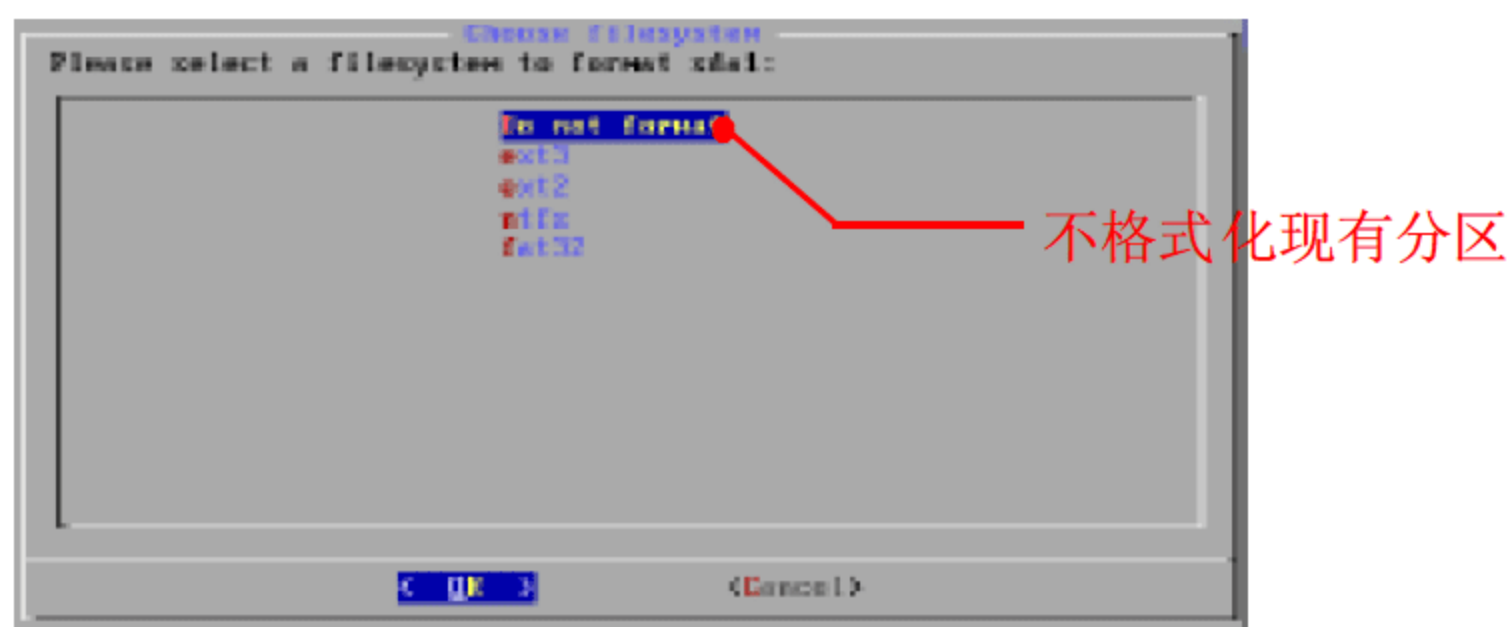 Choose filesystem
Please select a filesystem to format sda1:
Do not format
ext3
ext2
ntfs
fat32
不格式化现有分区
< OK > <Cancel>